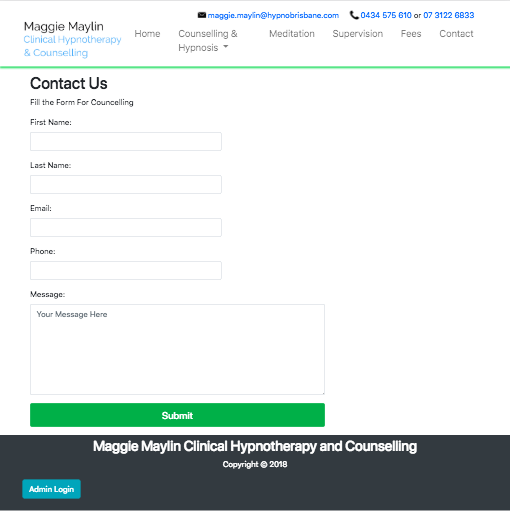 maggie.maylin@hypnobrisbane.com 0434 575 610 or 07 3122 6833
Maggie Maylin
Clinical Hypnotherapy
& Counselling
Home
Counselling &
Hypnosis
Meditation
Supervision
Fees
Contact
Contact Us
Fill the Form For Councelling
First Name:
Last Name:
Email:
Phone:
Message:
Your Message Here
Submit
Maggie Maylin Clinical Hypnotherapy and Counselling
Copyright © 2018
Admin Login